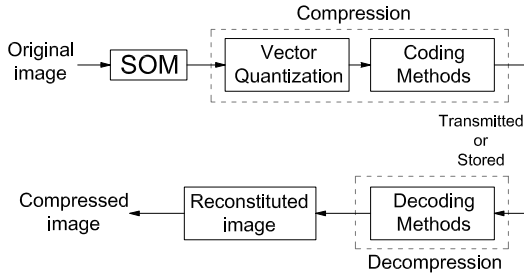 Compression
Original
image
SOM
Vector
Quantization
Coding
Methods
Transmitted
or
Stored
Compressed
image
Reconstituted
image
Decoding
Methods
Decompression